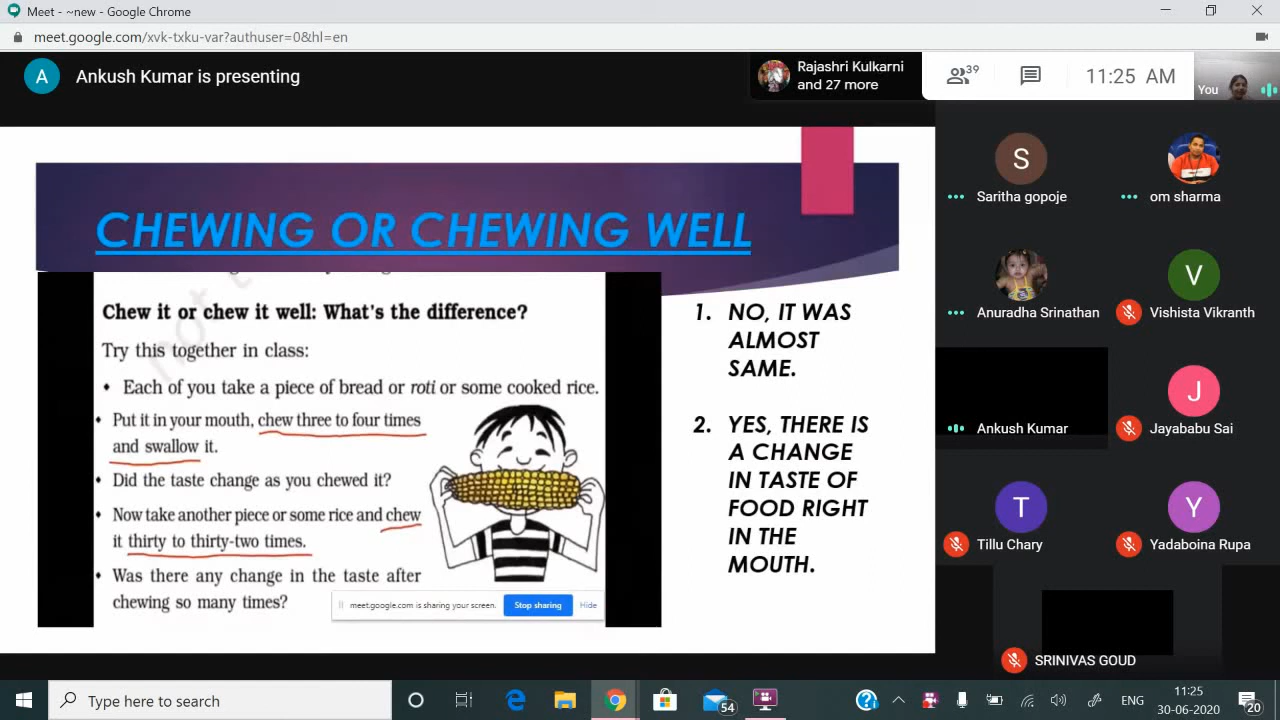 Meet - ~new - Google Chrome
meet.google.com/xvk-txku-var?authuser=0&hl=en
A
Ankush Kumar is presenting
Rajashri Kulkarni
and 27 more
39
11:25 AM
You
CHEWING OR CHEWING WELL
Chew it or chew it well: What's the difference?
Try this together in class:
• Each of you take a piece of bread or roti or some cooked rice.
• Put it in your mouth, chew three to four times
and swallow it.
• Did the taste change as you chewed it?
• Now take another piece or some rice and chew
it thirty to thirty-two times.
• Was there any change in the taste after
chewing so many times?
meet.google.com is sharing your screen.
Stop sharing
Hide
1. NO, IT WAS
ALMOST
SAME.
2. YES, THERE IS
A CHANGE
IN TASTE OF
FOOD RIGHT
IN THE
MOUTH.
S
Saritha gopoje
om sharma
Anuradha Srinathan
V
Vishista Vikranth
Ankush Kumar
J
Jayababu Sai
T
Tillu Chary
Y
Yadaboina Rupa
SRINIVAS GOUD
Type here to search
54
ENG
11:25
30-06-2020
20